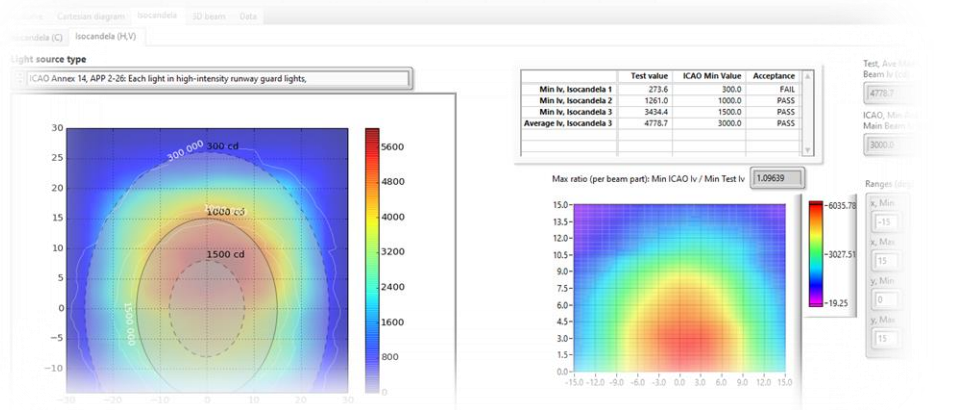 Cartesian diagram Isocandela 3D beam Data
Isocandela (H,V)
Light source type
ICAO Annex 14, APP 2-26: Each light in high-intensity runway guard lights,
Test value ICAO Min Value Acceptance
Min Iv, Isocandela 1 273.6 300.0 FAIL
Min Iv, Isocandela 2 1261.0 1000.0 PASS
Min Iv, Isocandela 3 3434.4 1500.0 PASS
Average Iv, Isocandela 3 4778.7 3000.0 PASS
Max ratio (per beam part): Min ICAO Iv / Min Test Iv 1.09639
Test, Ave
Beam Iv
4778.7
ICAO, Min
Main Beam
3000.0
30
25
20
15
10
5
0
−5
−10
−30 −20 −10 0 10 20 30
300.000
300 cd
1000 cd
1500 cd
1500.000
5600
4800
4000
3200
2400
1600
800
0
15.0
13.5
12.0
10.5
9.0
7.5
6.0
4.5
3.0
1.5
0.0
-15.0 -12.0 -9.0 -6.0 -3.0 0.0 3.0 6.0 9.0 12.0 15.0
6035.78
3027.51
19.25
Ranges
x, Min
-15
x, Max
15
y, Min
0
y, Max
15